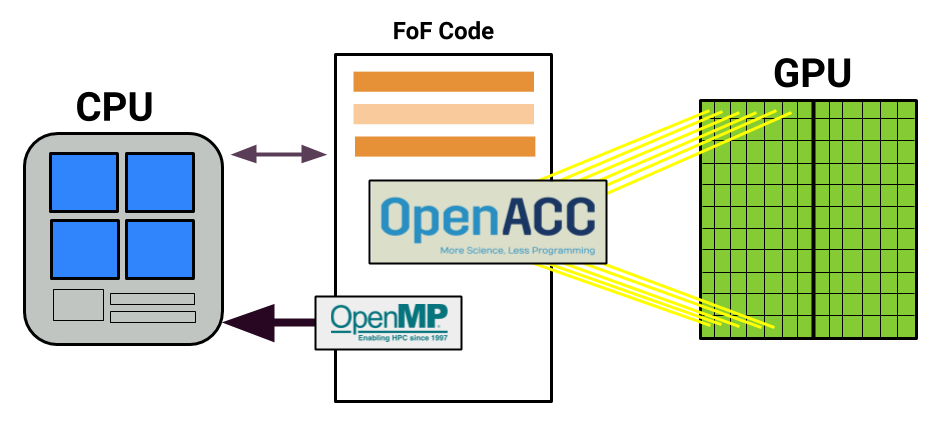 FoF Code
CPU
GPU
OpenACC
More Science, Less Programming
OpenMP
Enabling HPC since 1997